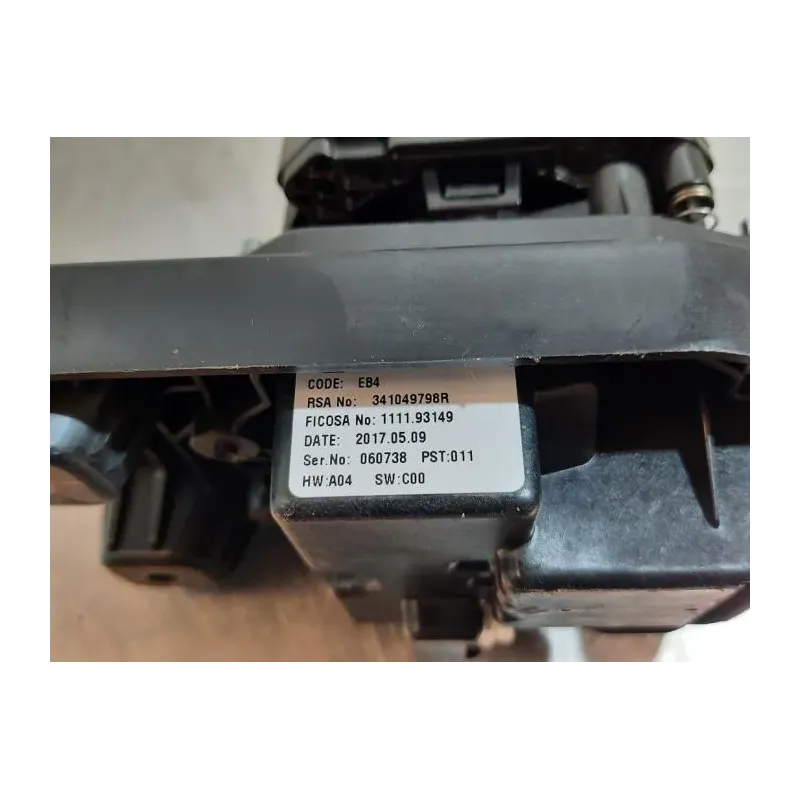 CODE: EB4
RSA No: 341049798R
FICOSA No: 1111.93149
DATE: 2017.05.09
Ser.No: 060738 PST:011
HW:A04 SW:C00